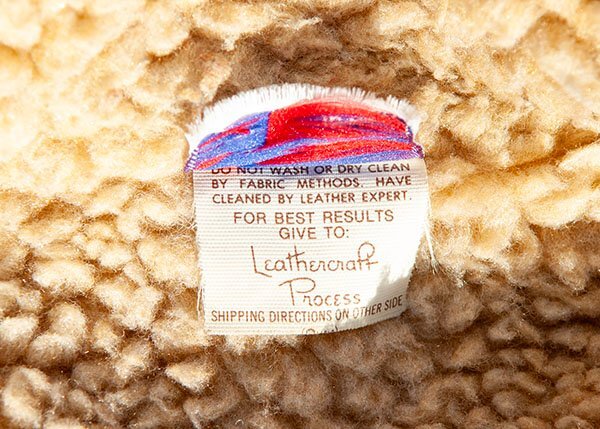 DO NOT WASH OR DRY CLEAN
BY FABRIC METHODS. HAVE
CLEANED BY LEATHER EXPERT.
FOR BEST RESULTS
GIVE TO:
Leathercraft
Process
SHIPPING DIRECTIONS ON OTHER SIDE